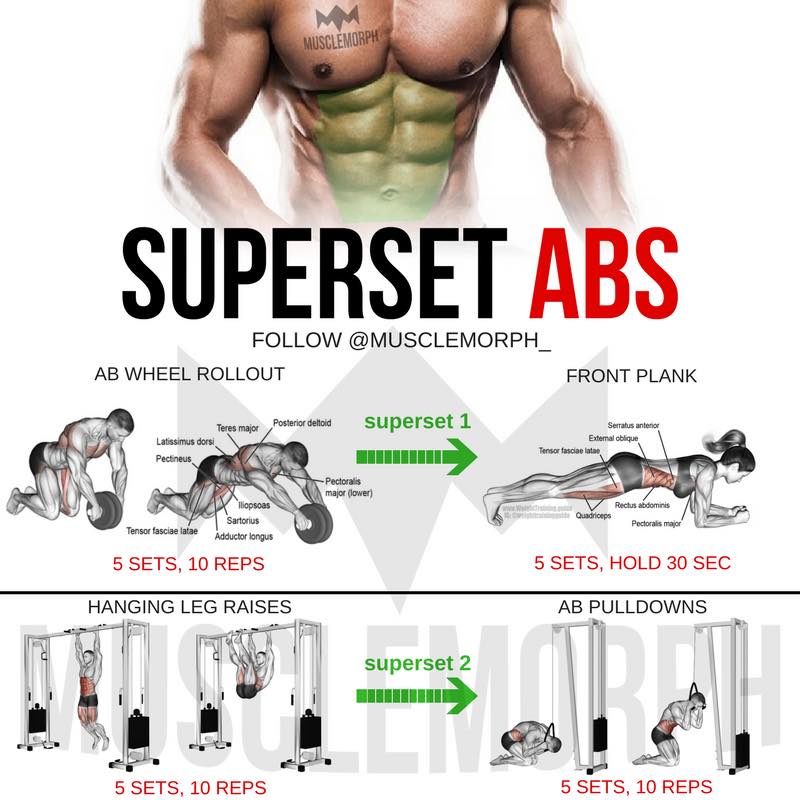 MUSCLEMORPH
SUPERSET ABS
FOLLOW @MUSCLEMORPH_
AB WHEEL ROLLOUT
superset 1
FRONT PLANK
Teres major
Posterior deltoid
Latissimus dorsi
Pectineus
Pectoralis
major (lower)
Iliopsoas
Sartorius
Tensor fasciae latae
Adductor longus
Serratus anterior
External oblique
Tensor fasciae latae
Rectus abdominis
Quadriceps
Pectoralis major
5 SETS, 10 REPS
5 SETS, HOLD 30 SEC
HANGING LEG RAISES
superset 2
AB PULLDOWNS
MUSCLEMORPH
5 SETS, 10 REPS
5 SETS, 10 REPS